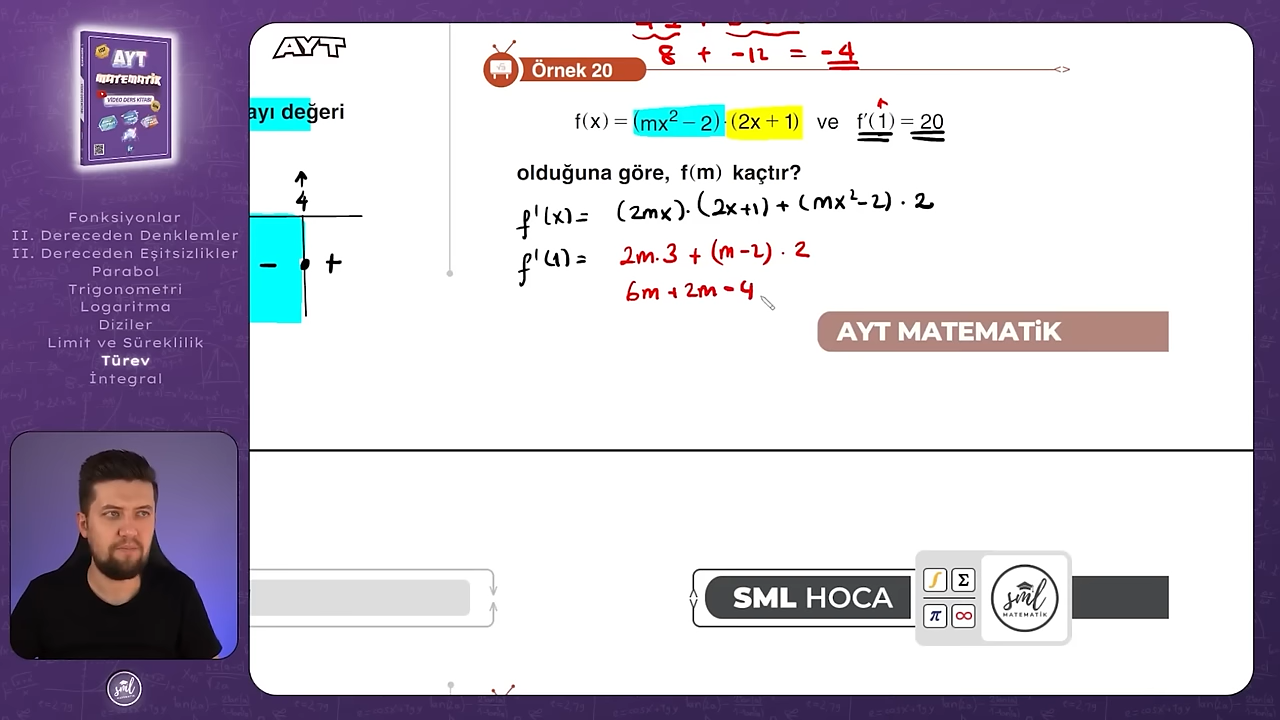 AYT
MATEMATİK
VİDEO DERS KİTABI
Fonksiyonlar
II. Dereceden Denklemler
II. Dereceden Eşitsizlikler
Parabol
Trigonometri
Logaritma
Diziler
Limit ve Süreklilik
Türev
İntegral
sml
MATEMATİK
AYT
ayı değeri
4
- +
8 + -12 = -4
Örnek 20
f(x) = (mx² – 2) · (2x + 1) ve f'(1) = 20
olduğuna göre, f(m) kaçtır?
f'(x) = (2mx) · (2x+1) + (mx²-2) · 2
f'(1) = 2m.3 + (m-2) · 2
6m + 2m - 4
AYT MATEMATİK
SML HOCA
∫ Σ
π ∞
sml
MATEMATİK